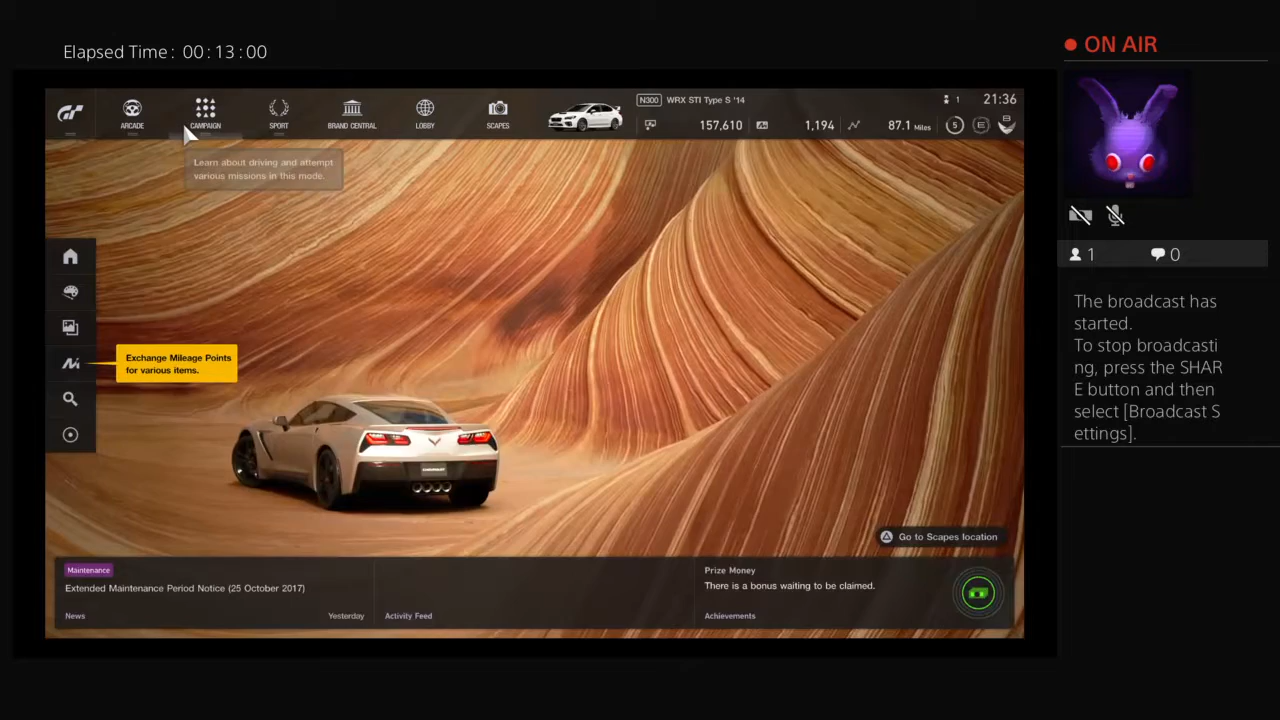 Elapsed Time: 00:13:00
ON AIR
ARCADE
CAMPAIGN
SPORT
BRAND CENTRAL
LOBBY
SCAPES
N300 WRX STI Type S '14
1 21:36
157,610 1,194 87.1 Miles 5 E
Learn about driving and attempt
various missions in this mode.
Exchange Mileage Points
for various items.
CHEVROLET
Go to Scapes location
Maintenance
Extended Maintenance Period Notice (25 October 2017)
News Yesterday
Activity Feed
Prize Money
There is a bonus waiting to be claimed.
Achievements
1 0
The broadcast has
started.
To stop broadcasti
ng, press the SHAR
E button and then
select [Broadcast S
ettings].